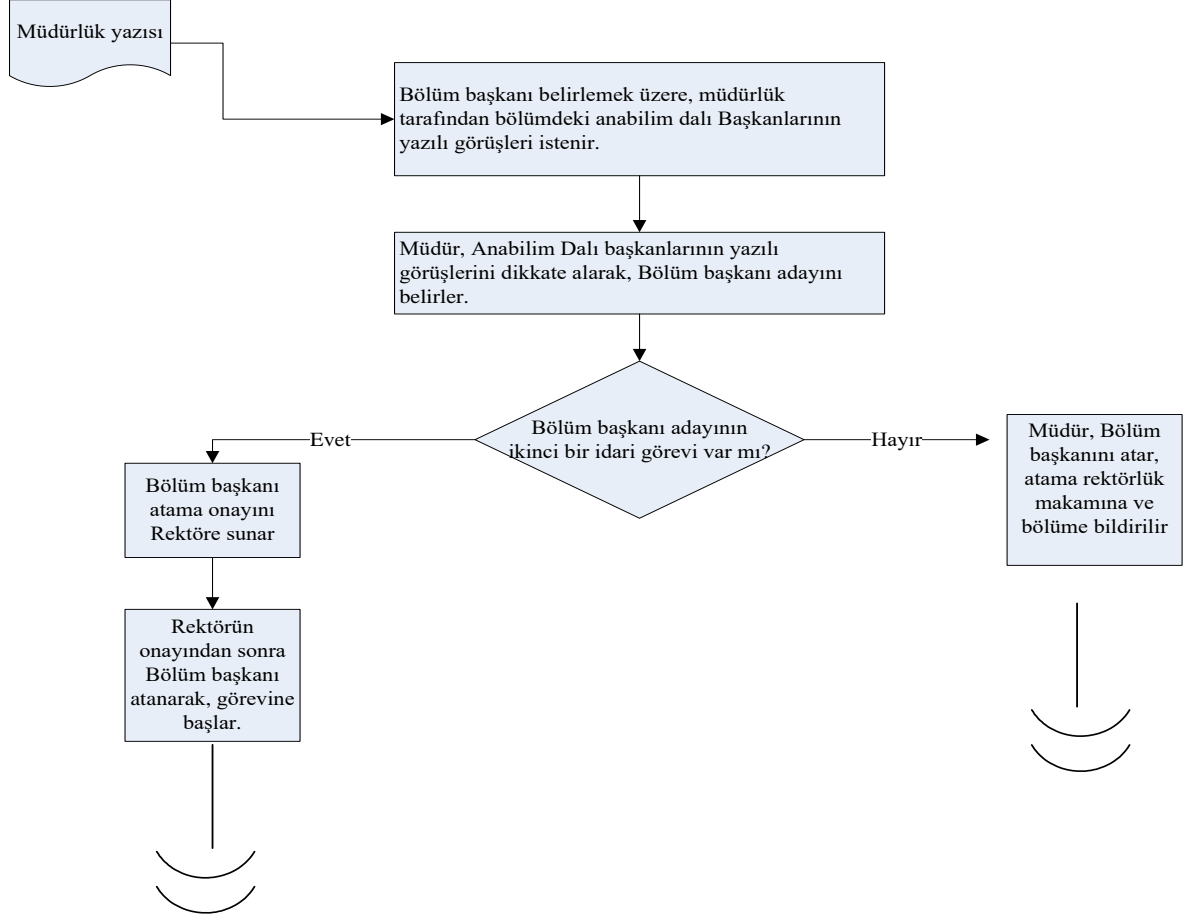 Müdürlük yazısı
Bölüm başkanı belirlemek üzere, müdürlük
tarafından bölümdeki anabilim dalı Başkanlarının
yazılı görüşleri istenir.
Müdür, Anabilim Dalı başkanlarının yazılı
görüşlerini dikkate alarak, Bölüm başkanı adayını
belirler.
Bölüm başkanı adayının
ikinci bir idari görevi var mı?
Evet
Hayır
Bölüm başkanı
atama onayını
Rektöre sunar
Rektörün
onayından sonra
Bölüm başkanı
atanarak, görevine
başlar.
Müdür, Bölüm
başkanını atar,
atama rektörlük
makamına ve
bölüme bildirilir